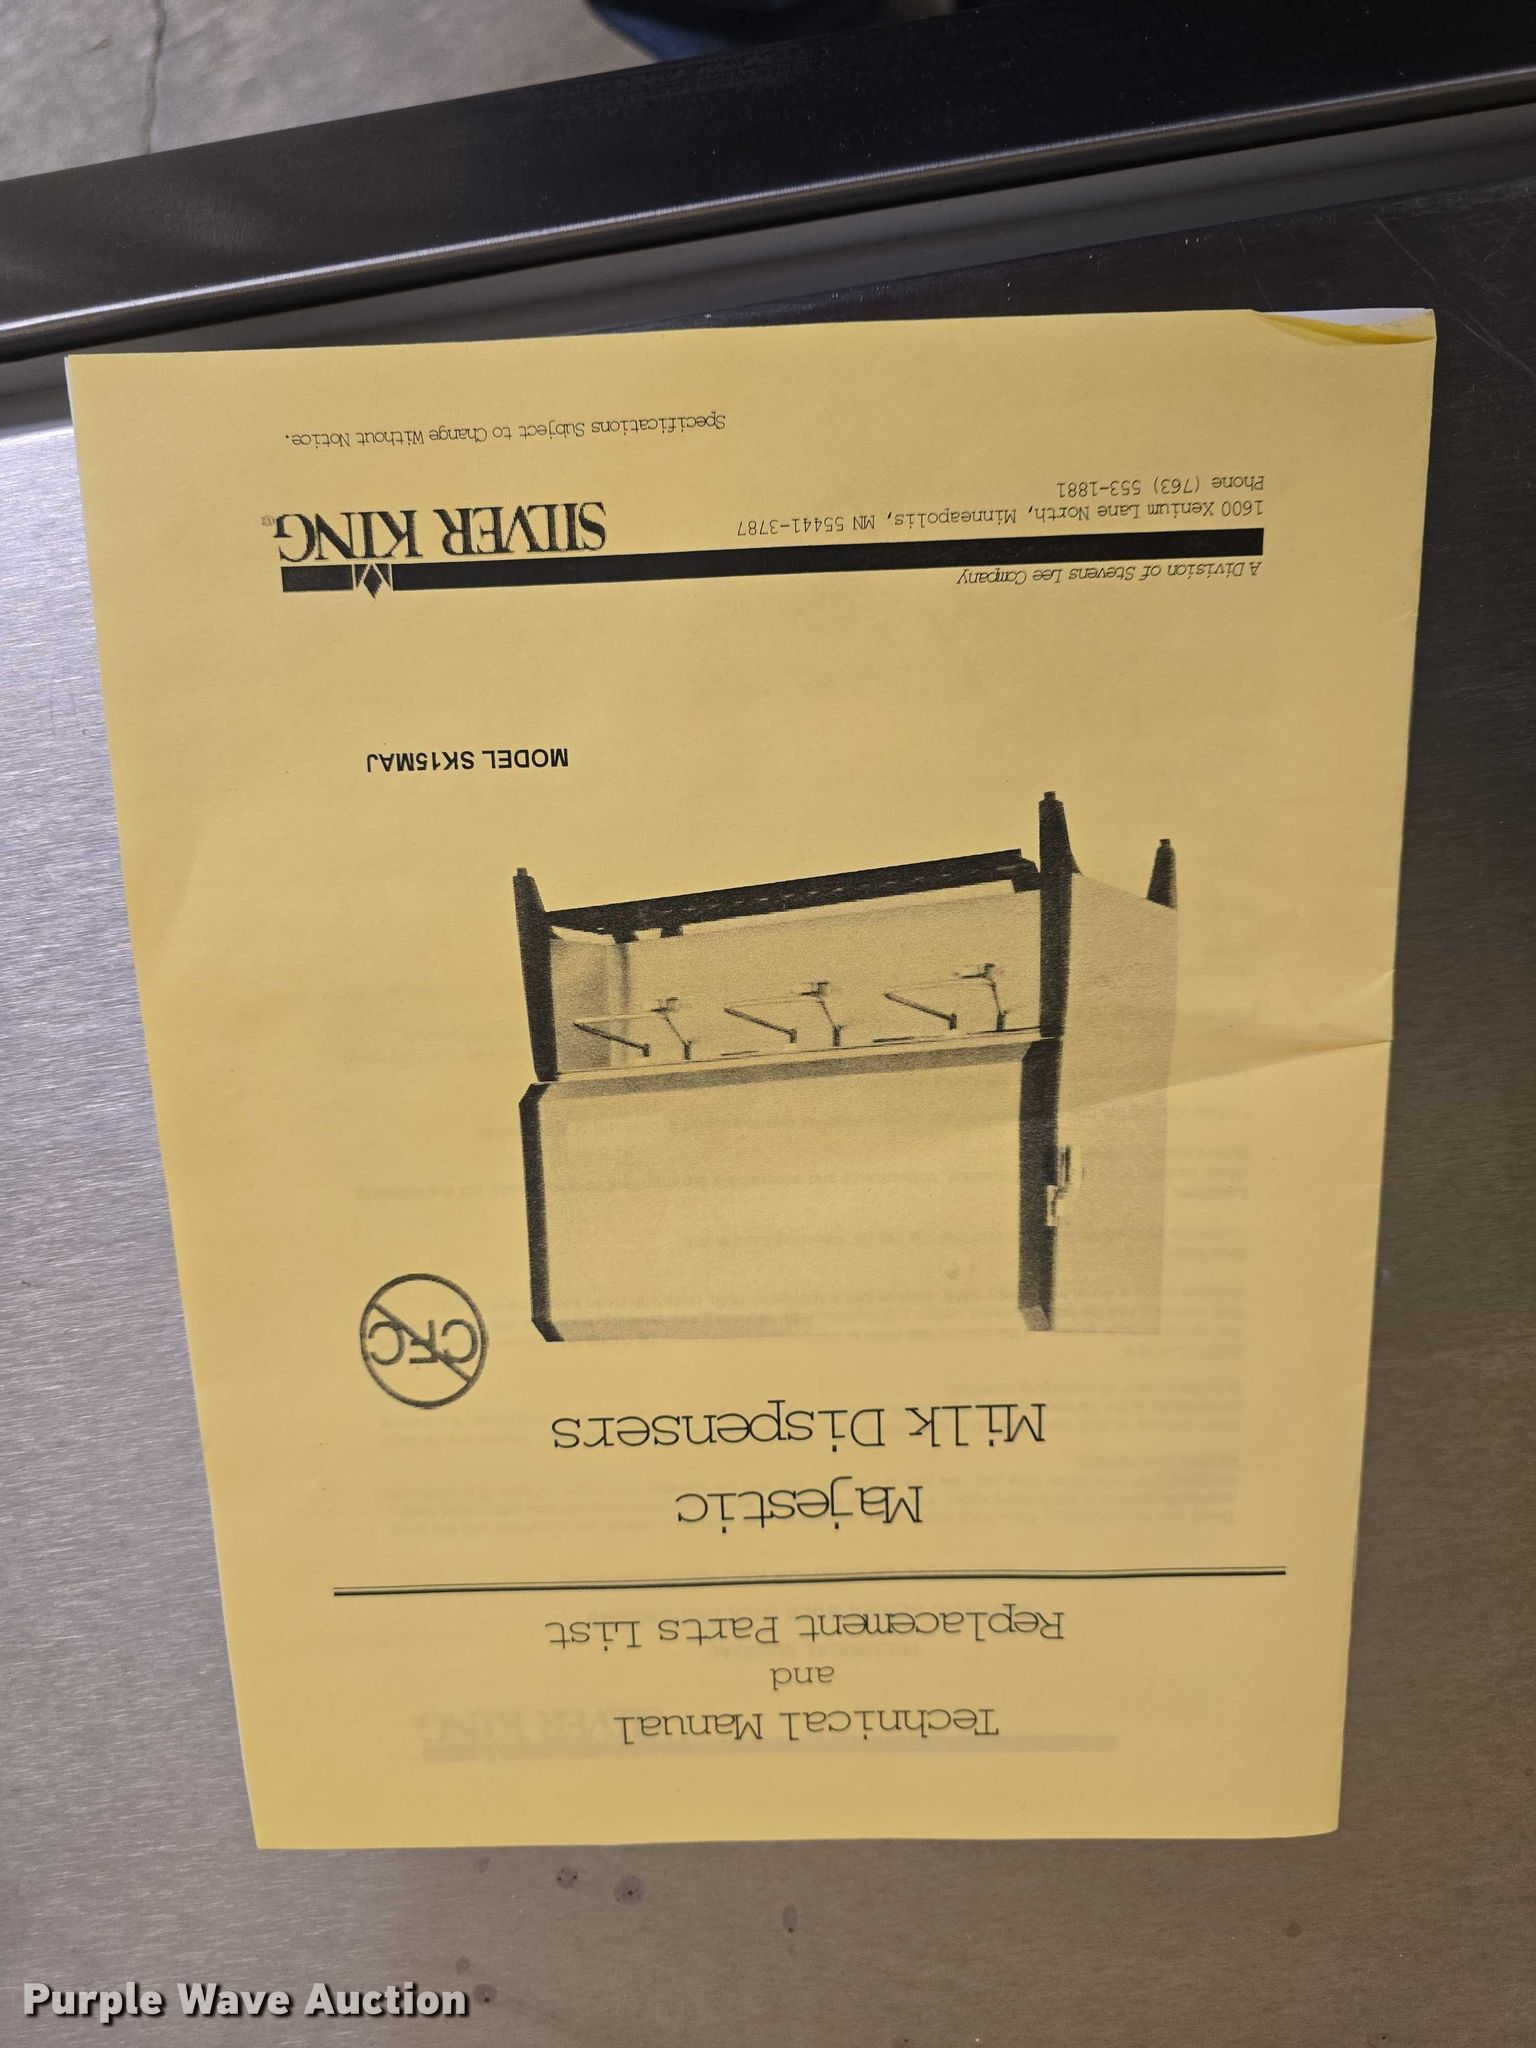 Technical Manual
and
Replacement Parts List
Majestic
Milk Dispensers
CFC
MODEL SK15MAJ
A Division of Stevens Lee Company
1600 Xenium Lane North, Minneapolis, MN 55441-3787
Phone (763) 553-1881
SILVER KING®
Specifications Subject to Change Without Notice.
Purple Wave Auction